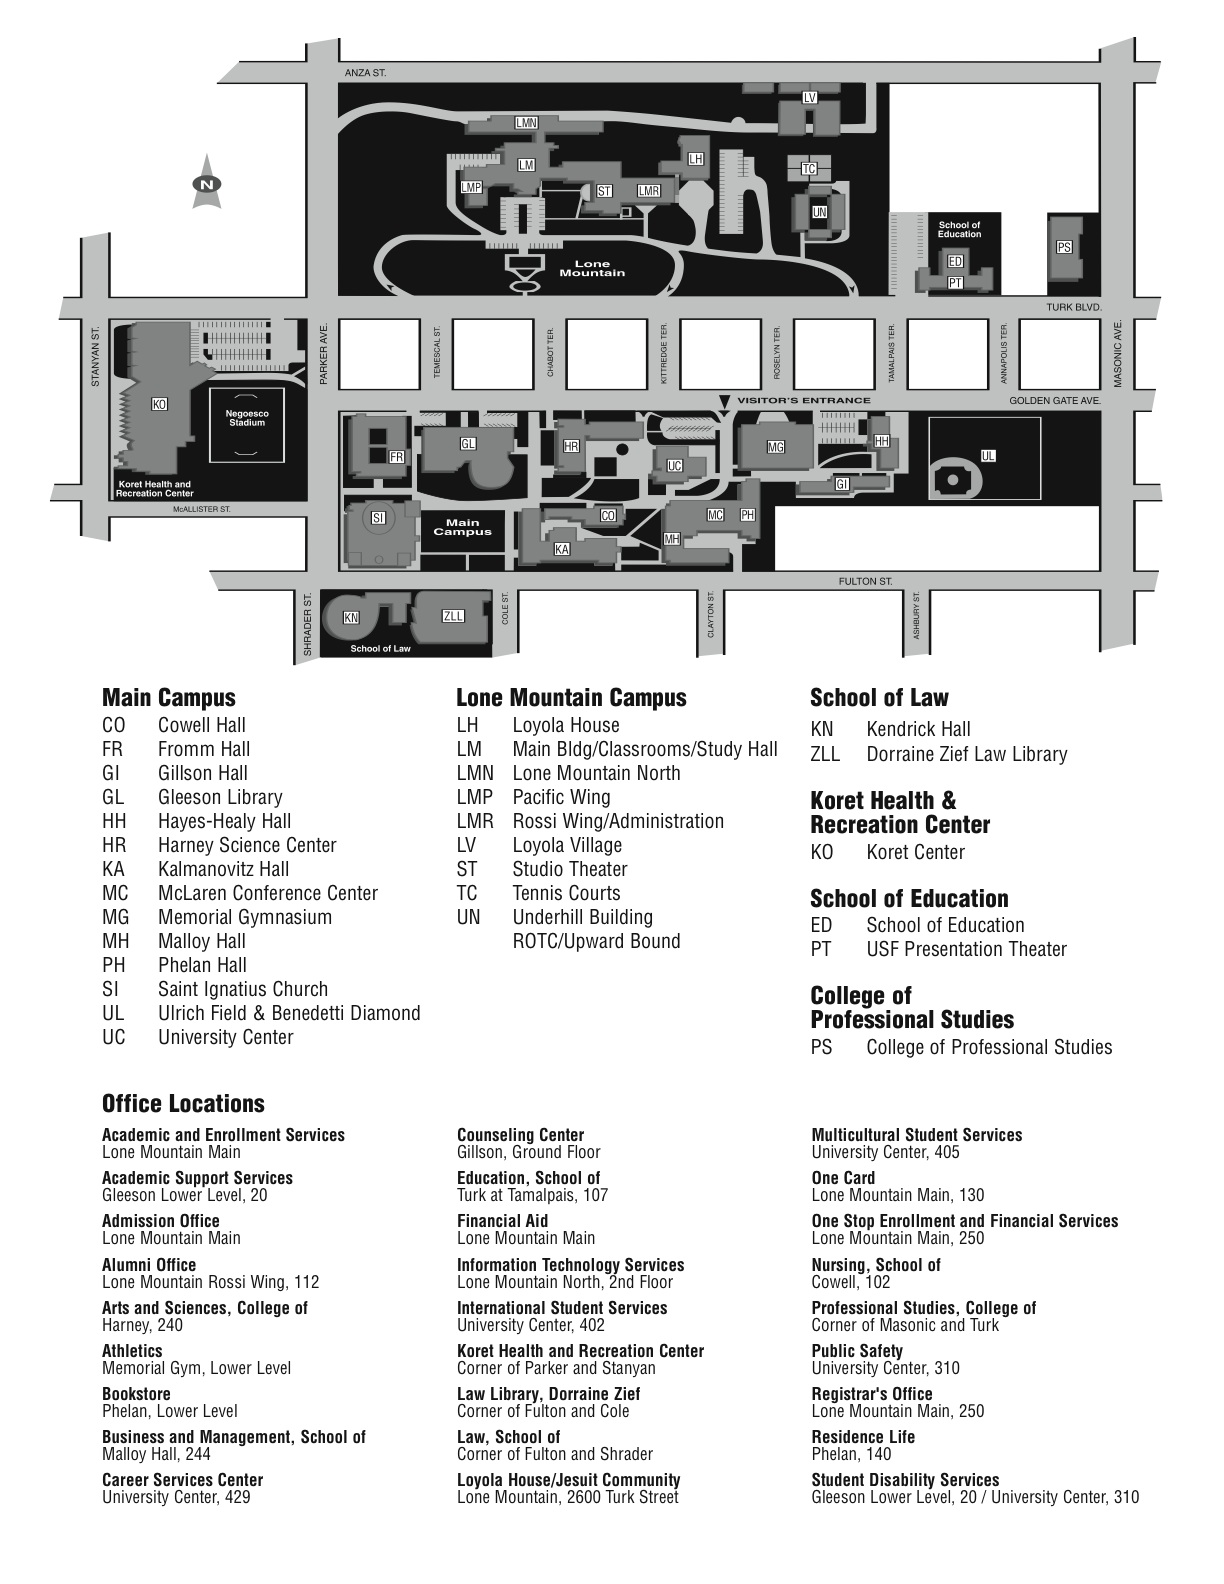 ANZA ST.
LV
LMN
LM
LH
TC
LMP
ST
LMR
N
UN
School of
Education
PS
ED
PT
Lone
Mountain
TURK BLVD.
STANYAN ST.
PARKER AVE.
TEMESCAL ST.
CHABOT TER.
KITTREDGE TER.
ROSELYN TER.
TAMALPAIS TER.
ANNAPOLIS TER.
MASONIC AVE.
VISITOR'S ENTRANCE
GOLDEN GATE AVE.
KO
Negoesco
Stadium
FR
GL
HR
UC
MG
HH
UL
GI
Koret Health and
Recreation Center
McALLISTER ST.
SI
Main
Campus
CO
KA
MC
PH
MH
FULTON ST.
SHRADER ST.
KN
ZLL
COLE ST.
CLAYTON ST.
ASHBURY ST.
School of Law
Main Campus
CO Cowell Hall
FR Fromm Hall
GI Gillson Hall
GL Gleeson Library
HH Hayes-Healy Hall
HR Harney Science Center
KA Kalmanovitz Hall
MC McLaren Conference Center
MG Memorial Gymnasium
MH Malloy Hall
PH Phelan Hall
SI Saint Ignatius Church
UL Ulrich Field & Benedetti Diamond
UC University Center
Lone Mountain Campus
LH Loyola House
LM Main Bldg/Classrooms/Study Hall
LMN Lone Mountain North
LMP Pacific Wing
LMR Rossi Wing/Administration
LV Loyola Village
ST Studio Theater
TC Tennis Courts
UN Underhill Building
ROTC/Upward Bound
School of Law
KN Kendrick Hall
ZLL Dorraine Zief Law Library
Koret Health &
Recreation Center
KO Koret Center
School of Education
ED School of Education
PT USF Presentation Theater
College of
Professional Studies
PS College of Professional Studies
Office Locations
Academic and Enrollment Services
Lone Mountain Main
Academic Support Services
Gleeson Lower Level, 20
Admission Office
Lone Mountain Main
Alumni Office
Lone Mountain Rossi Wing, 112
Arts and Sciences, College of
Harney, 240
Athletics
Memorial Gym, Lower Level
Bookstore
Phelan, Lower Level
Business and Management, School of
Malloy Hall, 244
Career Services Center
University Center, 429
Counseling Center
Gillson, Ground Floor
Education, School of
Turk at Tamalpais, 107
Financial Aid
Lone Mountain Main
Information Technology Services
Lone Mountain North, 2nd Floor
International Student Services
University Center, 402
Koret Health and Recreation Center
Corner of Parker and Stanyan
Law Library, Dorraine Zief
Corner of Fulton and Cole
Law, School of
Corner of Fulton and Shrader
Loyola House/Jesuit Community
Lone Mountain, 2600 Turk Street
Multicultural Student Services
University Center, 405
One Card
Lone Mountain Main, 130
One Stop Enrollment and Financial Services
Lone Mountain Main, 250
Nursing, School of
Cowell, 102
Professional Studies, College of
Corner of Masonic and Turk
Public Safety
University Center, 310
Registrar's Office
Lone Mountain Main, 250
Residence Life
Phelan, 140
Student Disability Services
Gleeson Lower Level, 20 / University Center, 310